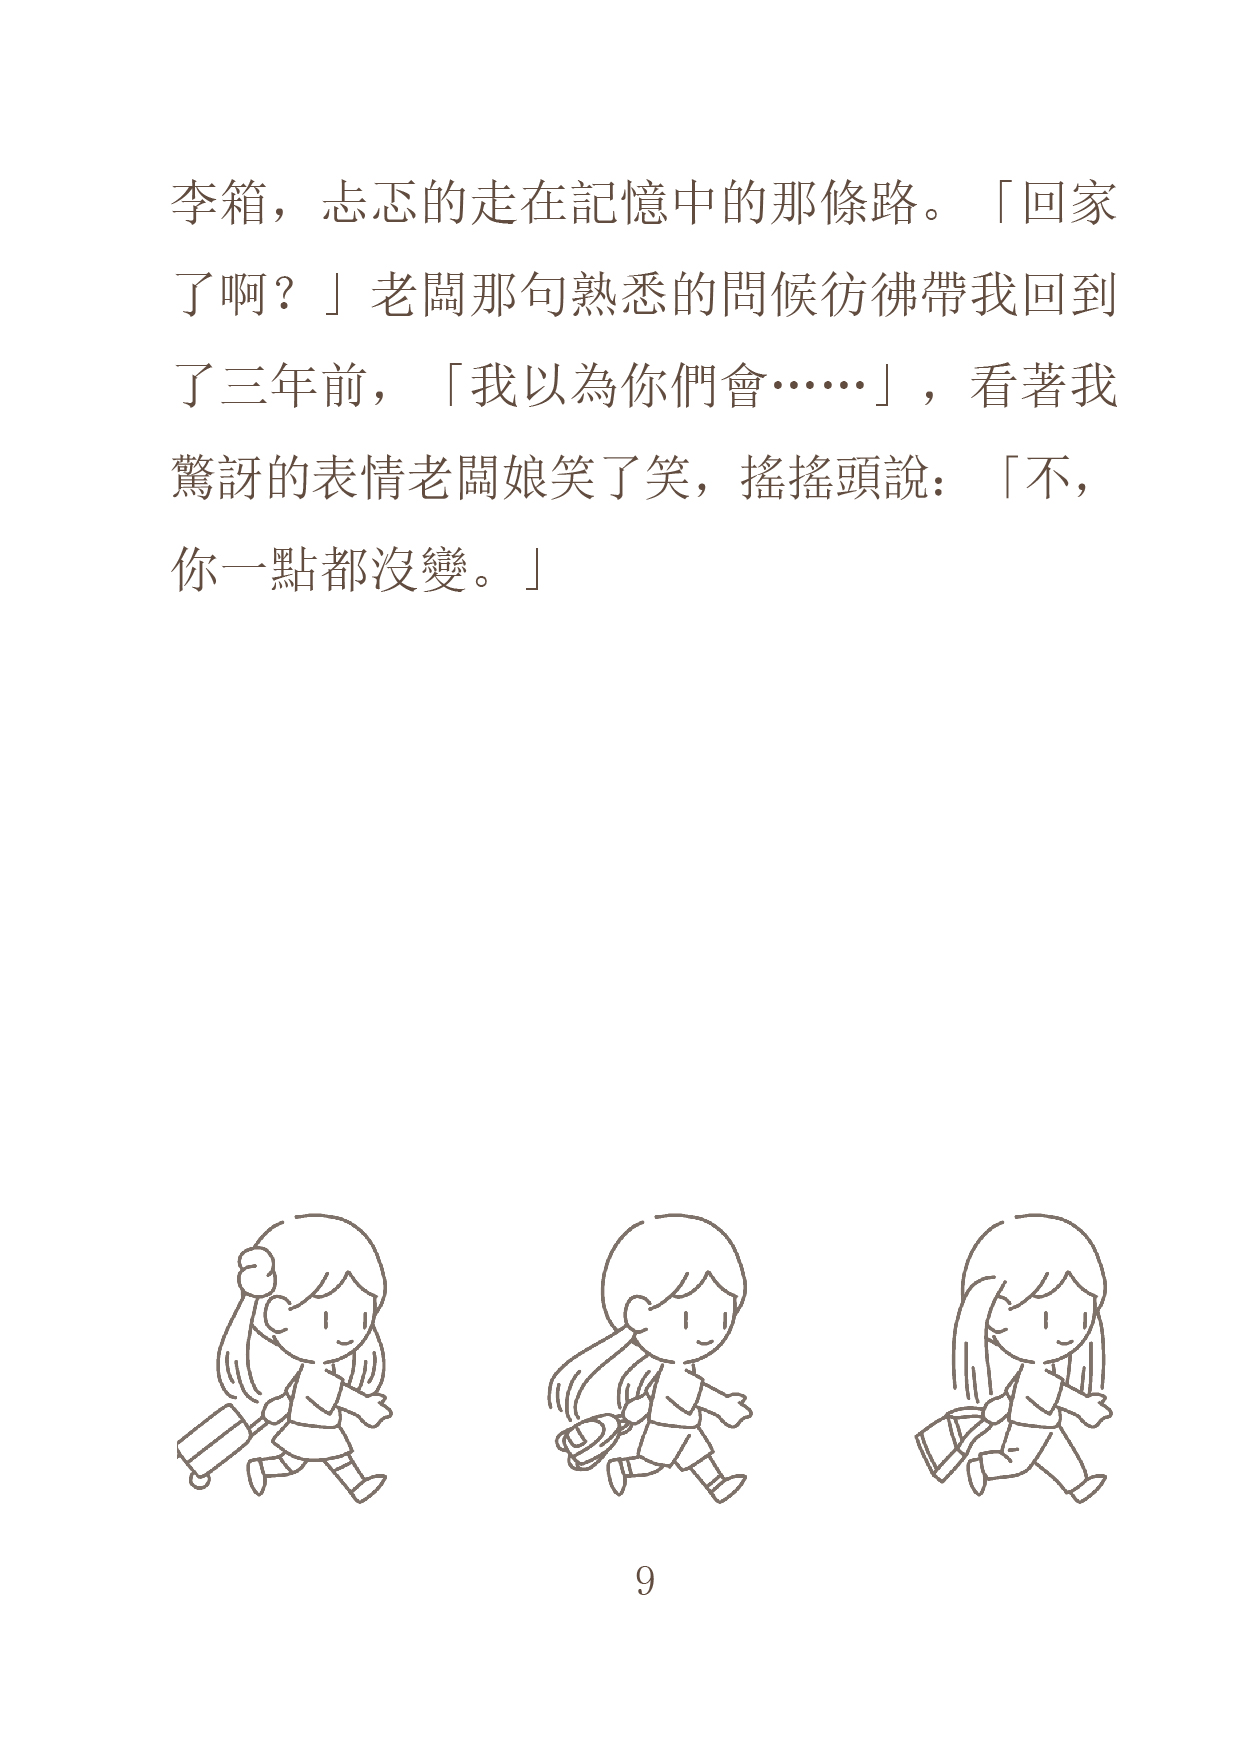 李箱，忐忑的走在記憶中的那條路。「回家
了啊？」老闆那句熟悉的問候彷彿帶我回到
了三年前，「我以為你們會……」，看著我
驚訝的表情老闆娘笑了笑，搖搖頭說：「不，
你一點都沒變。」
9